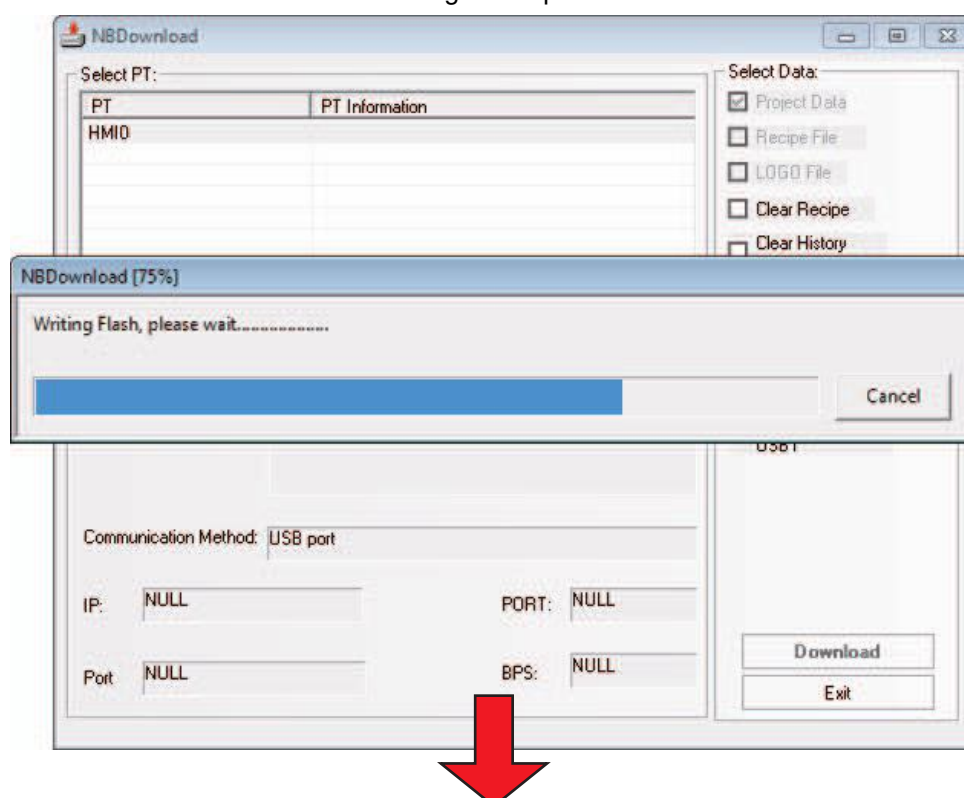 NBDownload
Select PT:
PT PT Information
HMI0
Select Data:
Project Data
Recipe File
LOGO File
Clear Recipe
Clear History
NBDownload [75%]
Writing Flash, please wait......................
Cancel
Communication Method: USB port
IP: NULL PORT: NULL
Port NULL BPS: NULL
Download
Exit